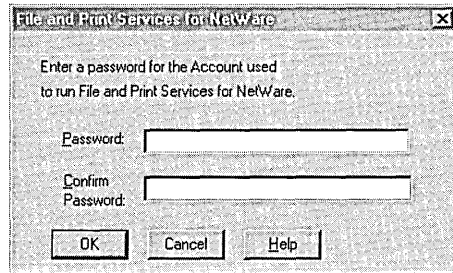 File and Print Services for NetWare
Enter a password for the Account used
to run File and Print Services for NetWare.
Password:
Confirm
Password:
OK Cancel Help